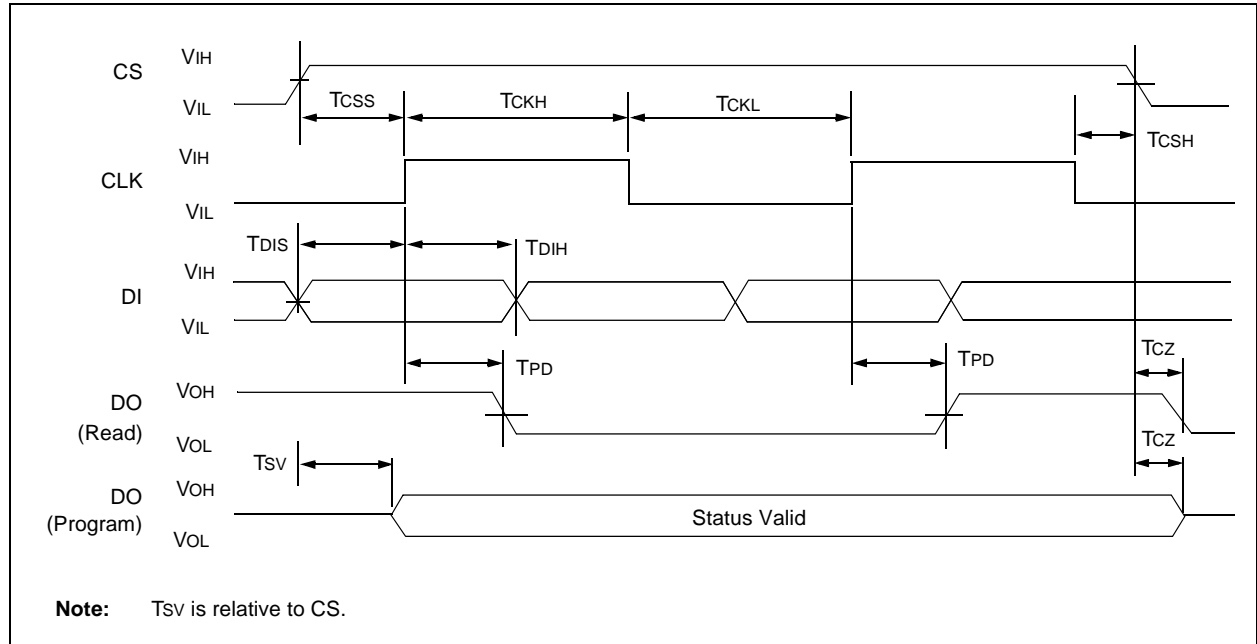 CS
VIH
VIL
TCSS
TCKH
TCKL
TCSH
CLK
VIH
VIL
TDIS
TDIH
DI
VIH
VIL
TPD
TPD
TCZ
DO
(Read)
VOH
VOL
TSV
TCZ
DO
(Program)
VOH
VOL
Status Valid
Note: TSV is relative to CS.